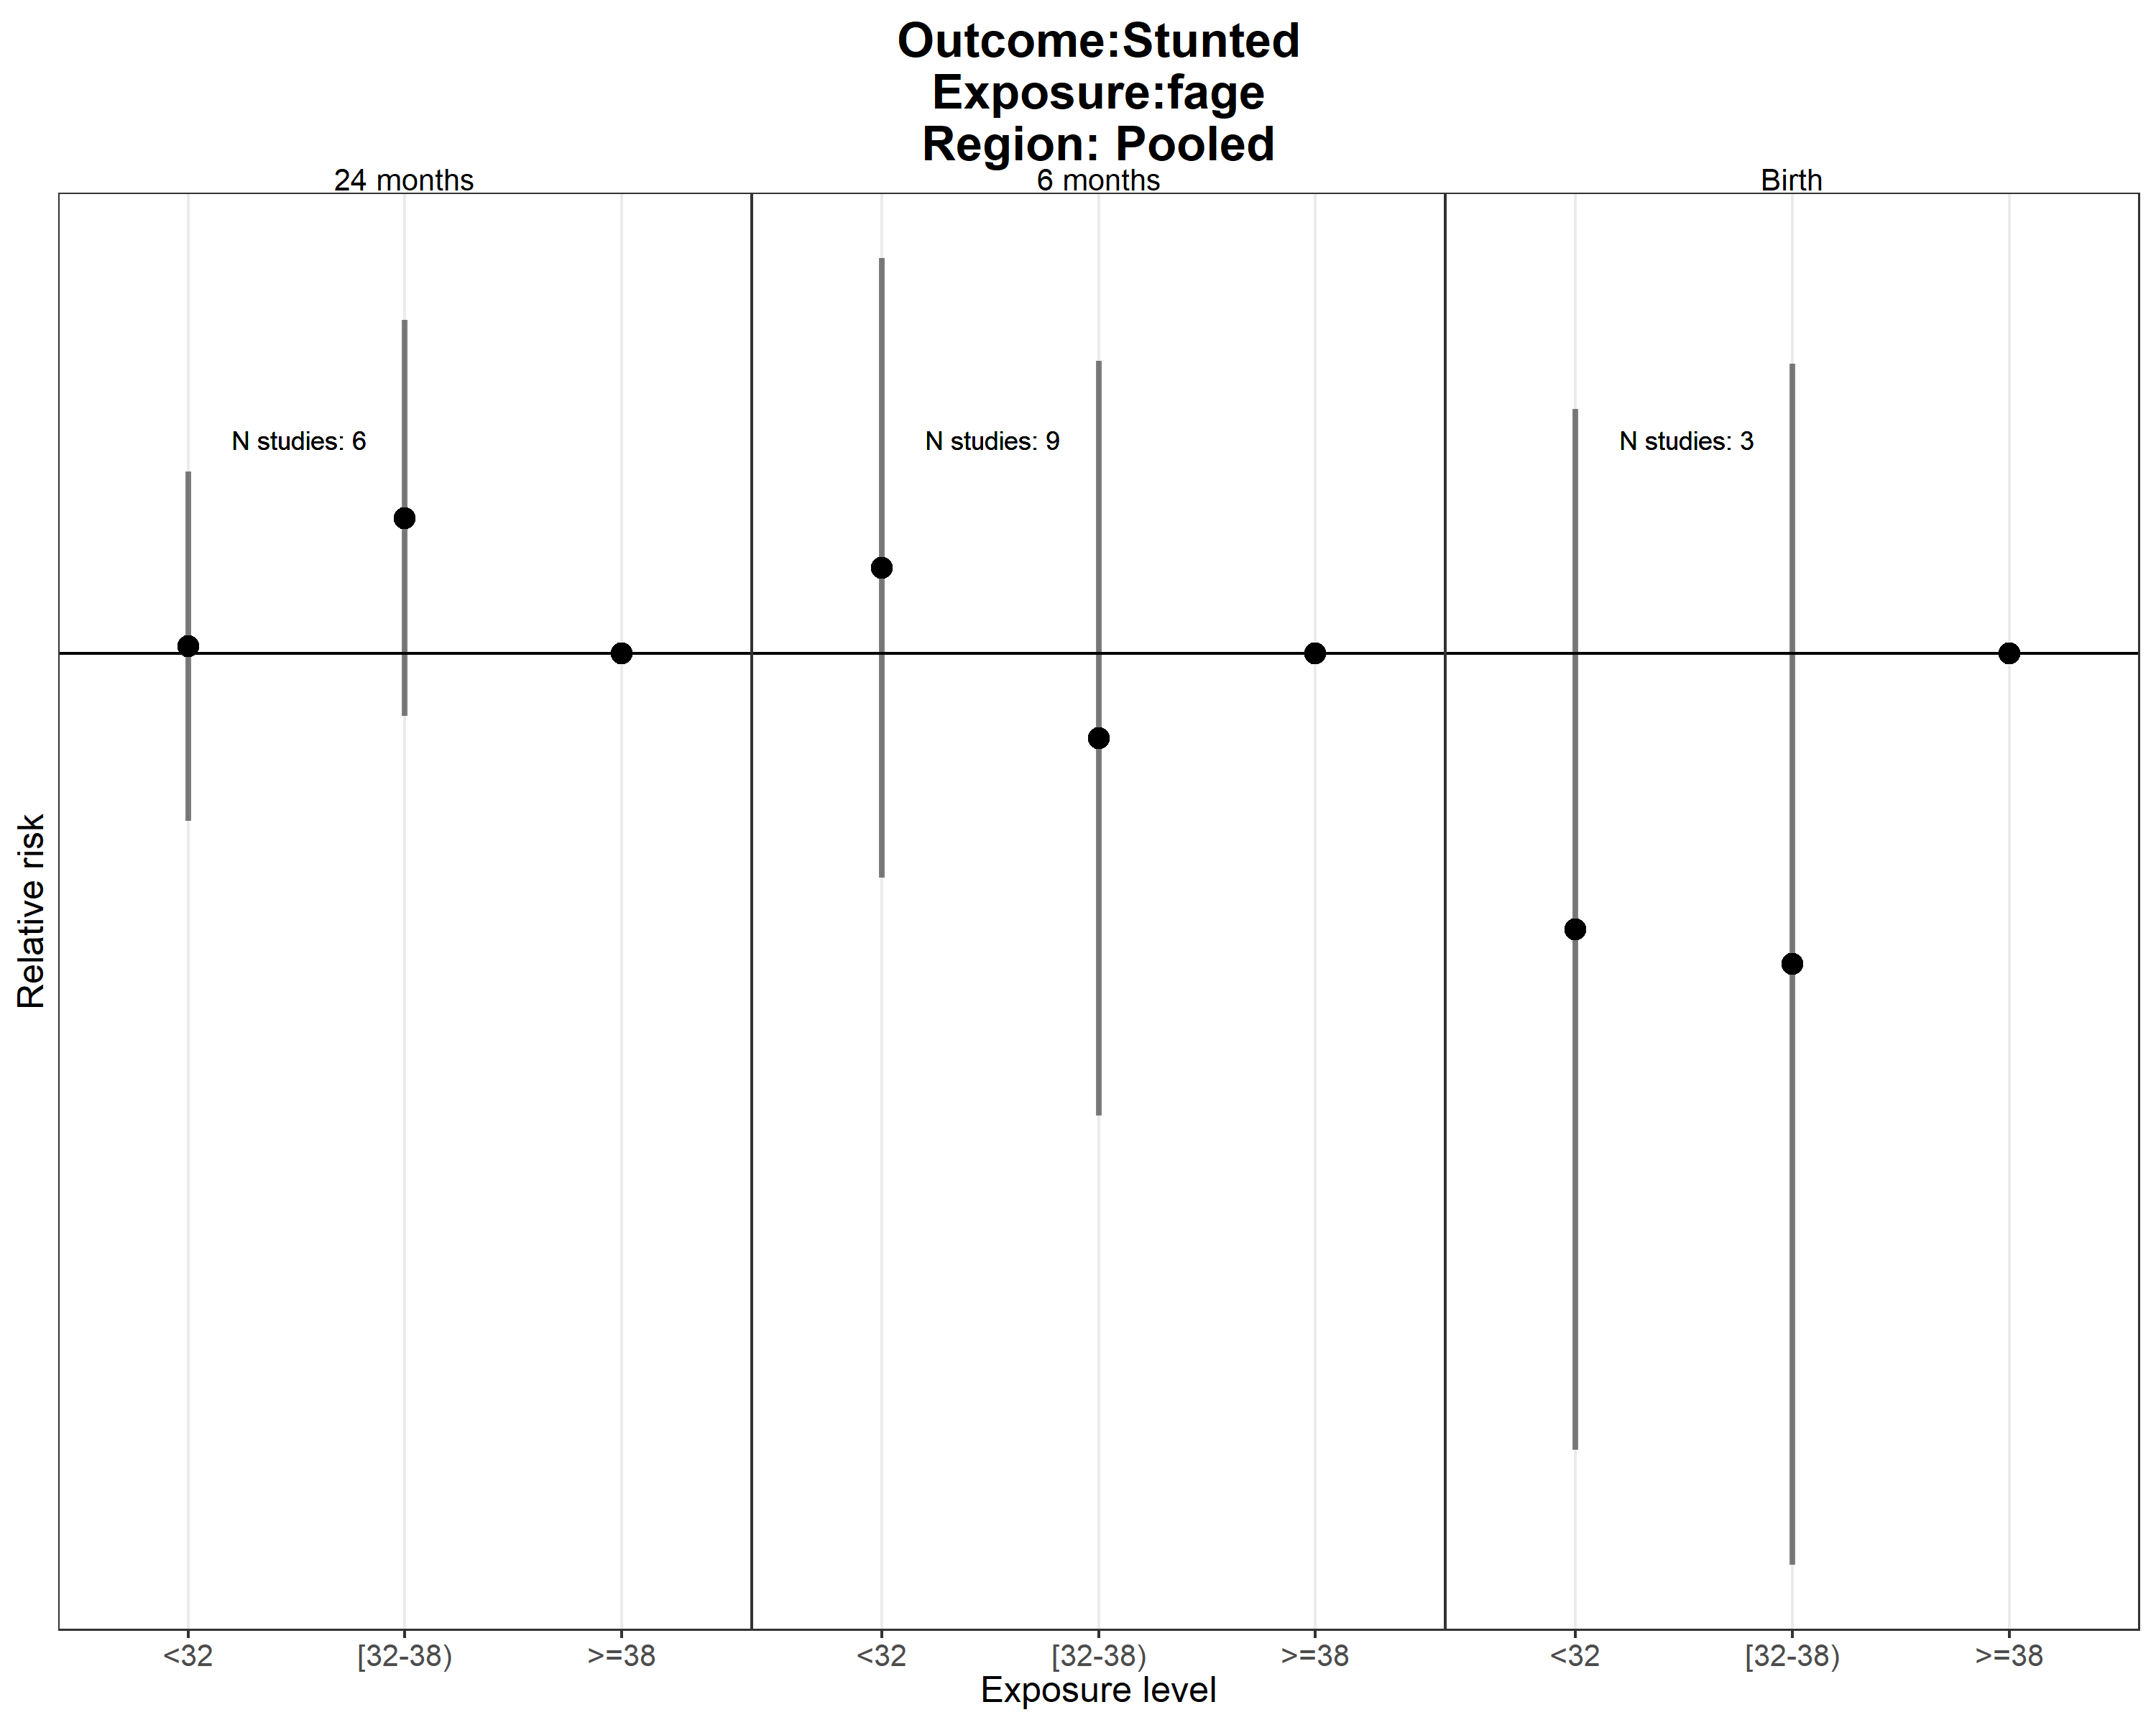 Outcome:Stunted
Exposure:fage
Region: Pooled
24 months
6 months
Birth
N studies: 6
N studies: 9
N studies: 3
Relative risk
<32
[32-38)
>=38
<32
[32-38)
>=38
<32
[32-38)
>=38
Exposure level